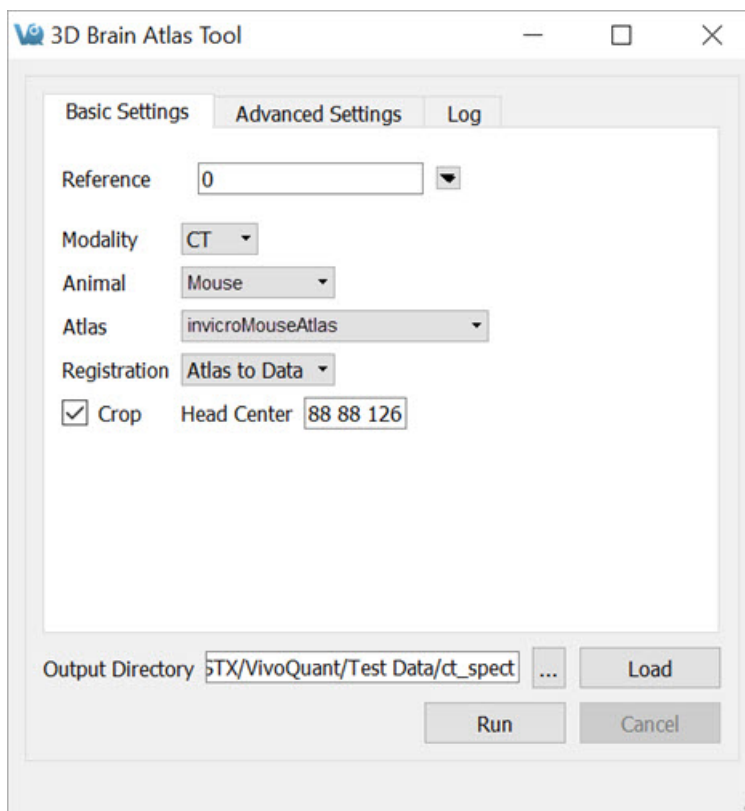 3D Brain Atlas Tool
Basic Settings Advanced Settings Log
Reference 0
Modality CT
Animal Mouse
Atlas invicroMouseAtlas
Registration Atlas to Data
Crop Head Center 88 88 126
Output Directory STX/VivoQuant/Test Data/ct_spect ... Load
Run Cancel